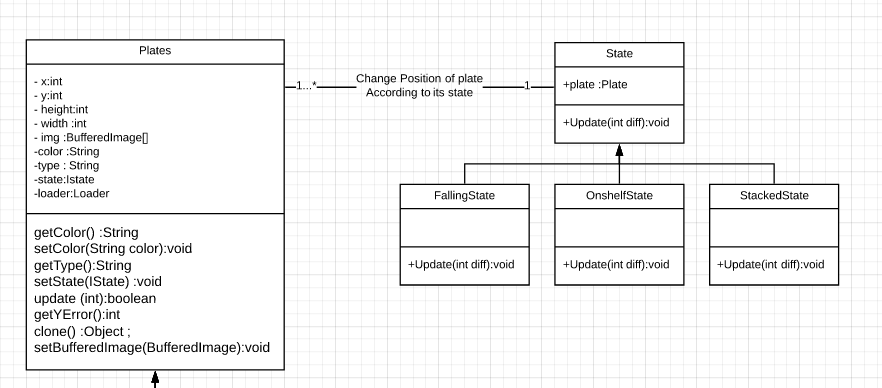 Plates
- x:int
- y:int
- height:int
- width :int
- img :BufferedImage[]
-color :String
-type : String
-state:Istate
-loader:Loader
getColor() :String
setColor(String color):void
getType():String
setState(IState) :void
update (int):boolean
getYError():int
clone() :Object ;
setBufferedImage(BufferedImage):void
1...*
Change Position of plate
According to its state
1
State
+plate :Plate
+Update(int diff):void
FallingState
+Update(int diff):void
OnshelfState
+Update(int diff):void
StackedState
+Update(int diff):void